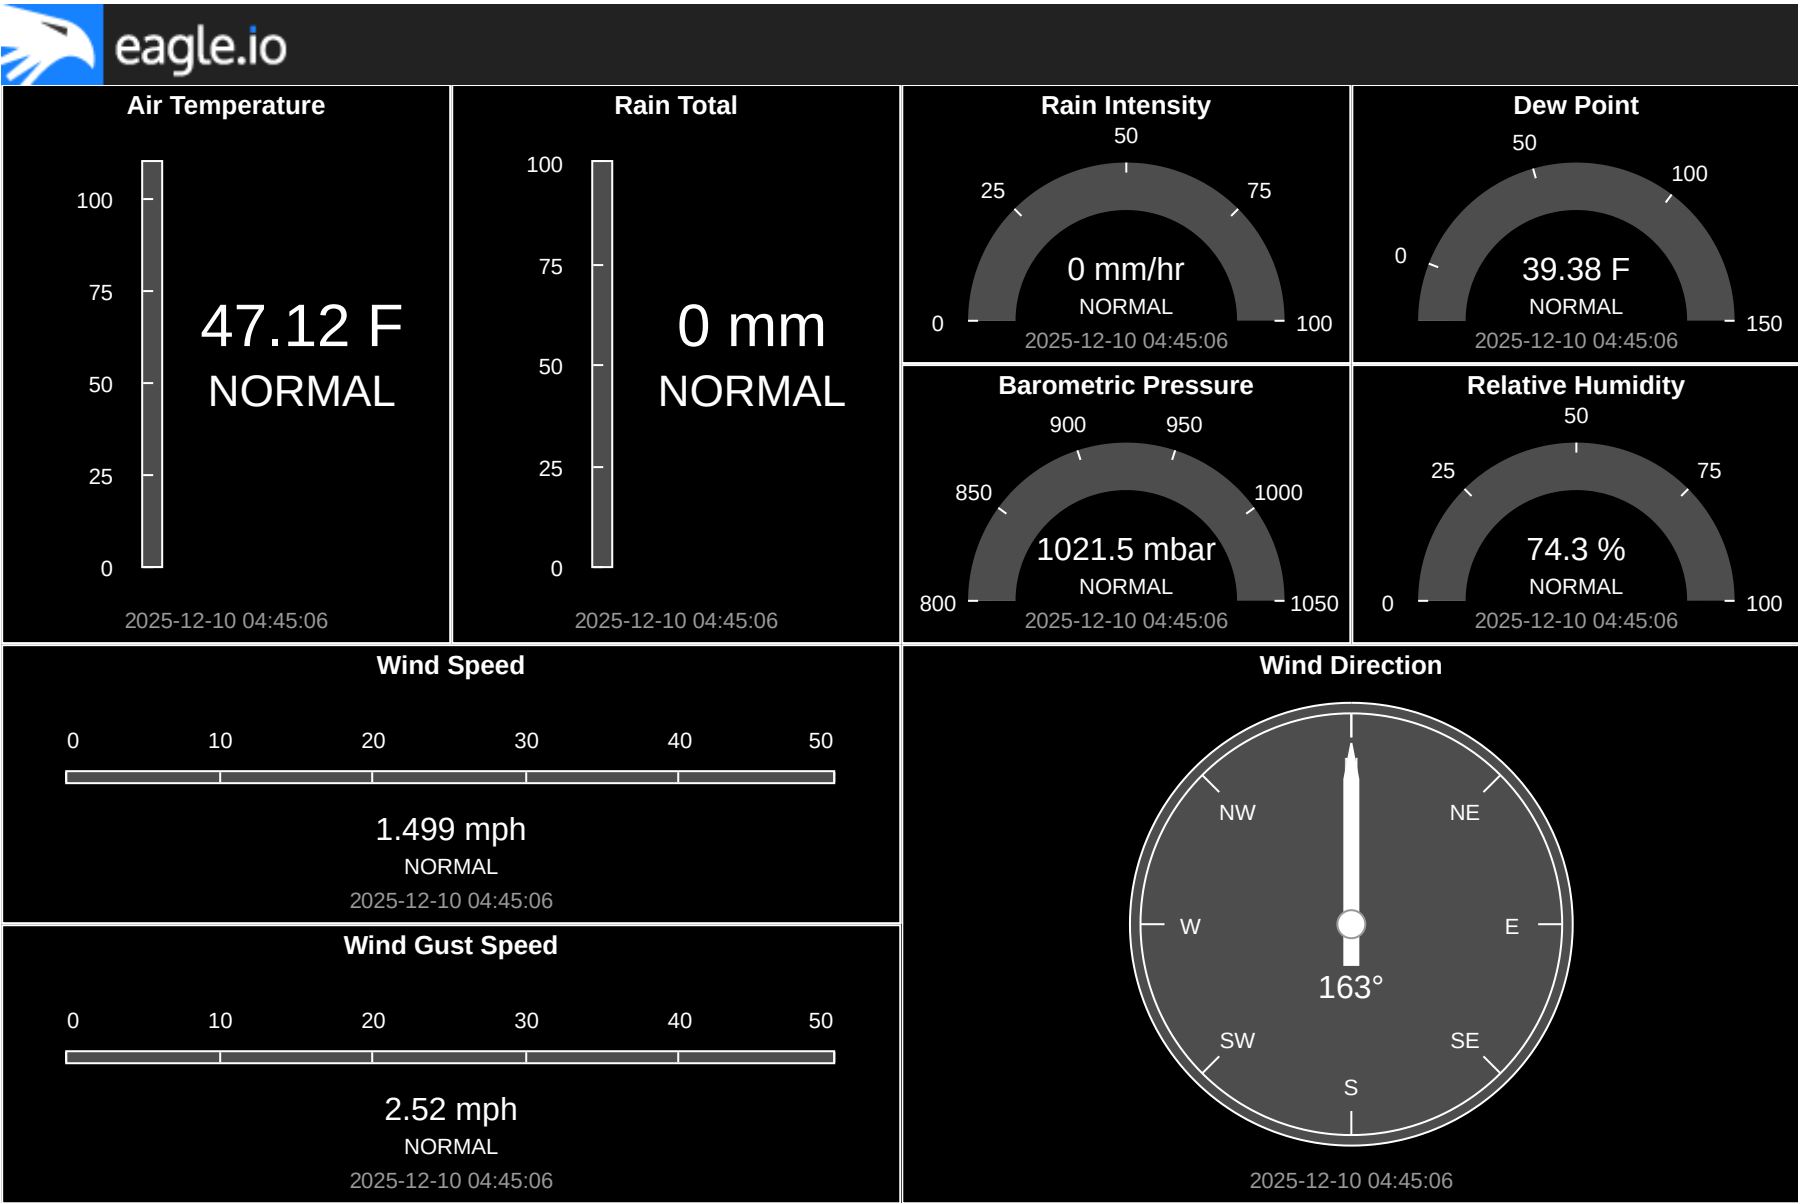 eagle.io
Air Temperature
100
75
50
25
0
47.12 F
NORMAL
2025-12-10 04:45:06
Rain Total
100
75
50
25
0
0 mm
NORMAL
2025-12-10 04:45:06
Rain Intensity
50
25
75
0
100
0 mm/hr
NORMAL
2025-12-10 04:45:06
Dew Point
50
100
0
150
39.38 F
NORMAL
2025-12-10 04:45:06
Barometric Pressure
900
950
850
1000
800
1050
1021.5 mbar
NORMAL
2025-12-10 04:45:06
Relative Humidity
50
25
75
0
100
74.3 %
NORMAL
2025-12-10 04:45:06
Wind Speed
0 10 20 30 40 50
1.499 mph
NORMAL
2025-12-10 04:45:06
Wind Gust Speed
0 10 20 30 40 50
2.52 mph
NORMAL
2025-12-10 04:45:06
Wind Direction
NW NE
W E
163°
SW SE
S
2025-12-10 04:45:06